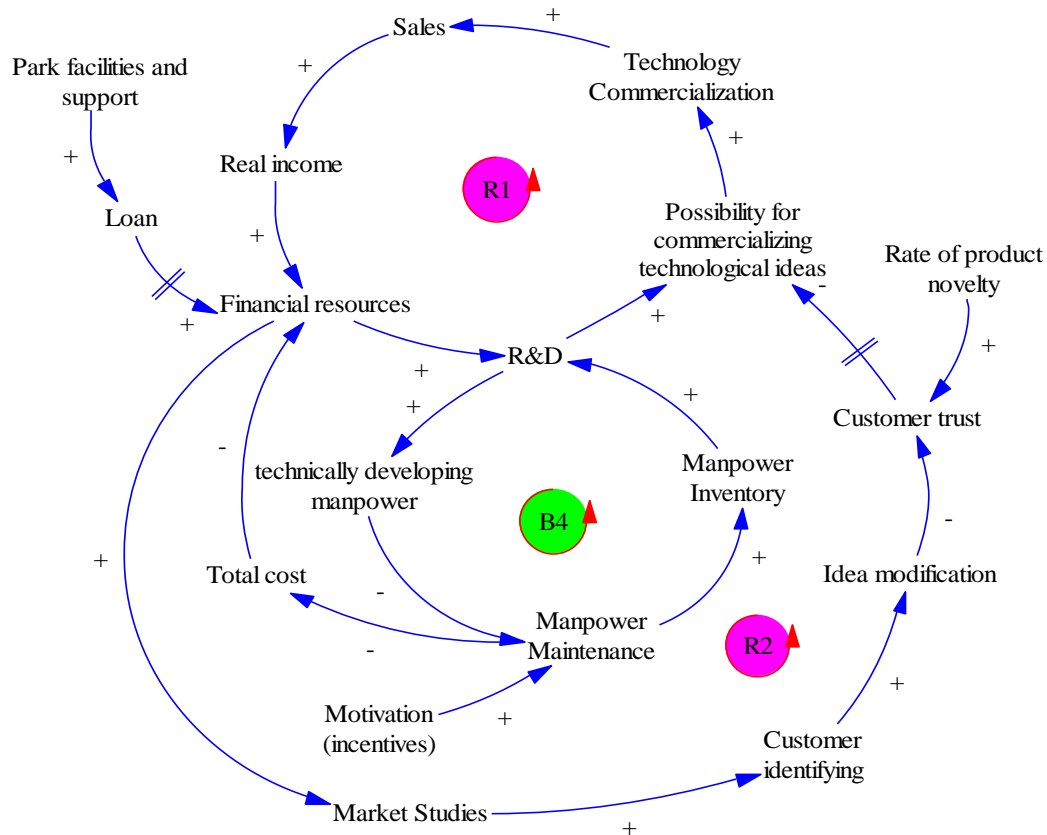 +
Sales
Park facilities and
support
+
Technology
Commercialization
+
+
Real income
R1
Loan
+
Possibility for
commercializing
technological ideas
-
Rate of product
novelty
Financial resources
+
+
R&D
+
+
+
+
Customer trust
-
technically developing
manpower
Manpower
Inventory
B4
-
+
Total cost
+
Idea modification
-
Manpower
Maintenance
-
R2
+
Motivation
(incentives)
+
Customer
identifying
Market Studies
+